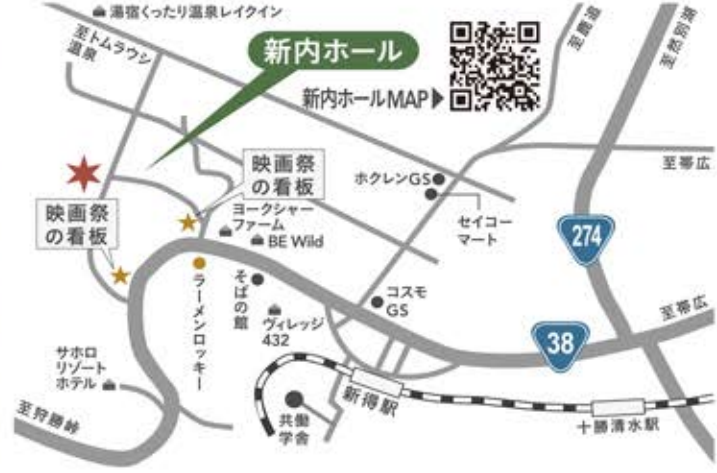 湯宿くったり温泉レイクイン
至トムラウシ
温泉
新内ホール
新内ホールMAP▶
至鹿追
至然別湖
至帯広
映画祭
の看板
映画祭
の看板
ホクレンGS
セイコー
マート
ヨークシャー
ファーム
BE Wild
274
ラーメンロッキー
そばの館
ヴィレッジ
432
コスモ
GS
38
至帯広
サホロ
リゾート
ホテル
至狩勝峠
共働
学舎
新得駅
十勝清水駅